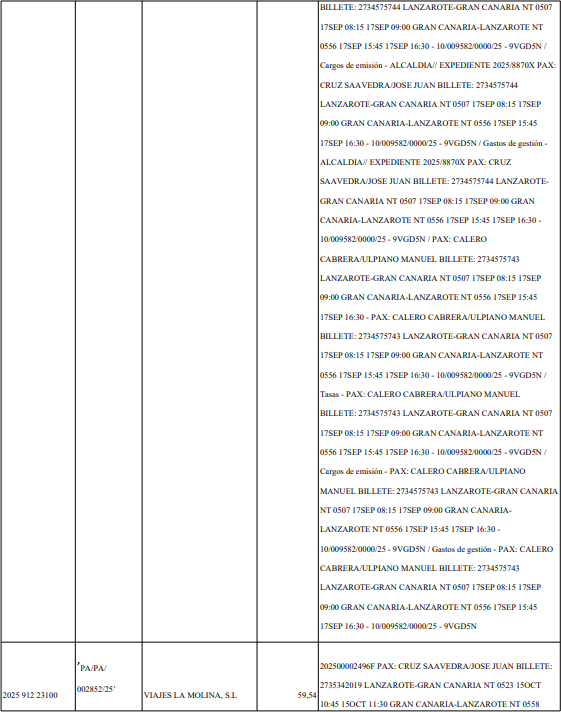 BILLETE: 2734575744 LANZAROTE-GRAN CANARIA NT 0507
17SEP 08:15 17SEP 09:00 GRAN CANARIA-LANZAROTE NT
0556 17SEP 15:45 17SEP 16:30 - 10/009582/0000/25 - 9VGD5N /
Cargos de emisión - ALCALDIA// EXPEDIENTE 2025/8870X PAX:
CRUZ SAAVEDRA/JOSE JUAN BILLETE: 2734575744
LANZAROTE-GRAN CANARIA NT 0507 17SEP 08:15 17SEP
09:00 GRAN CANARIA-LANZAROTE NT 0556 17SEP 15:45
17SEP 16:30 - 10/009582/0000/25 - 9VGD5N / Gastos de gestión -
ALCALDIA// EXPEDIENTE 2025/8870X PAX: CRUZ
SAAVEDRA/JOSE JUAN BILLETE: 2734575744 LANZAROTE-
GRAN CANARIA NT 0507 17SEP 08:15 17SEP 09:00 GRAN
CANARIA-LANZAROTE NT 0556 17SEP 15:45 17SEP 16:30 -
10/009582/0000/25 - 9VGD5N / PAX: CALERO
CABRERA/ULPIANO MANUEL BILLETE: 2734575743
LANZAROTE-GRAN CANARIA NT 0507 17SEP 08:15 17SEP
09:00 GRAN CANARIA-LANZAROTE NT 0556 17SEP 15:45
17SEP 16:30 - PAX: CALERO CABRERA/ULPIANO MANUEL
BILLETE: 2734575743 LANZAROTE-GRAN CANARIA NT 0507
17SEP 08:15 17SEP 09:00 GRAN CANARIA-LANZAROTE NT
0556 17SEP 15:45 17SEP 16:30 - 10/009582/0000/25 - 9VGD5N /
Tasas - PAX: CALERO CABRERA/ULPIANO MANUEL
BILLETE: 2734575743 LANZAROTE-GRAN CANARIA NT 0507
17SEP 08:15 17SEP 09:00 GRAN CANARIA-LANZAROTE NT
0556 17SEP 15:45 17SEP 16:30 - 10/009582/0000/25 - 9VGD5N /
Cargos de emisión - PAX: CALERO CABRERA/ULPIANO
MANUEL BILLETE: 2734575743 LANZAROTE-GRAN CANARIA
NT 0507 17SEP 08:15 17SEP 09:00 GRAN CANARIA-
LANZAROTE NT 0556 17SEP 15:45 17SEP 16:30 -
10/009582/0000/25 - 9VGD5N / Gastos de gestión - PAX: CALERO
CABRERA/ULPIANO MANUEL BILLETE: 2734575743
LANZAROTE-GRAN CANARIA NT 0507 17SEP 08:15 17SEP
09:00 GRAN CANARIA-LANZAROTE NT 0556 17SEP 15:45
17SEP 16:30 - 10/009582/0000/25 - 9VGD5N
2025 912 23100
'PA/PA/
002852/25'
VIAJES LA MOLINA, S.L
59,54
202500002496F PAX: CRUZ SAAVEDRA/JOSE JUAN BILLETE:
2735342019 LANZAROTE-GRAN CANARIA NT 0523 15OCT
10:45 15OCT 11:30 GRAN CANARIA-LANZAROTE NT 0558